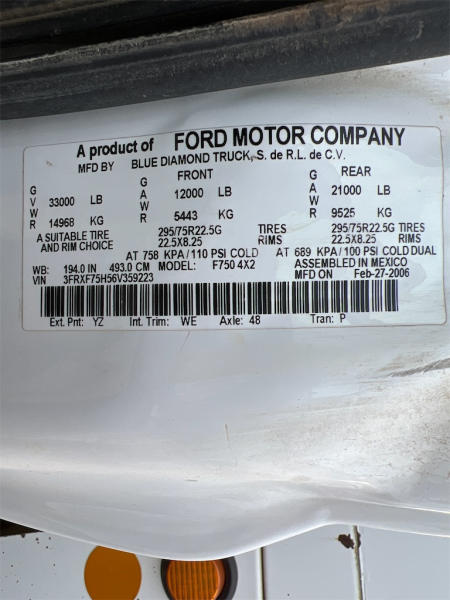 A product of FORD MOTOR COMPANY
MFD BY BLUE DIAMOND TRUCK, S. de R.L. de C.V.
FRONT REAR
GVWR 33000 LB GAWR 12000 LB GAWR 21000 LB
14968 KG 5443 KG 9525 KG
A SUITABLE TIRE 295/75R22.5G TIRES 295/75R22.5G TIRES
AND RIM CHOICE 22.5X8.25 RIMS 22.5X8.25 RIMS
AT 758 KPA/110 PSI COLD AT 689 KPA/100 PSI COLD DUAL
WB: 194.0 IN 493.0 CM MODEL: F750 4X2 ASSEMBLED IN MEXICO
VIN 3FRXF75H56V359223 MFD ON Feb-27-2006
Ext. Pnt: YZ Int. Trim: WE Axle: 48 Tran: P